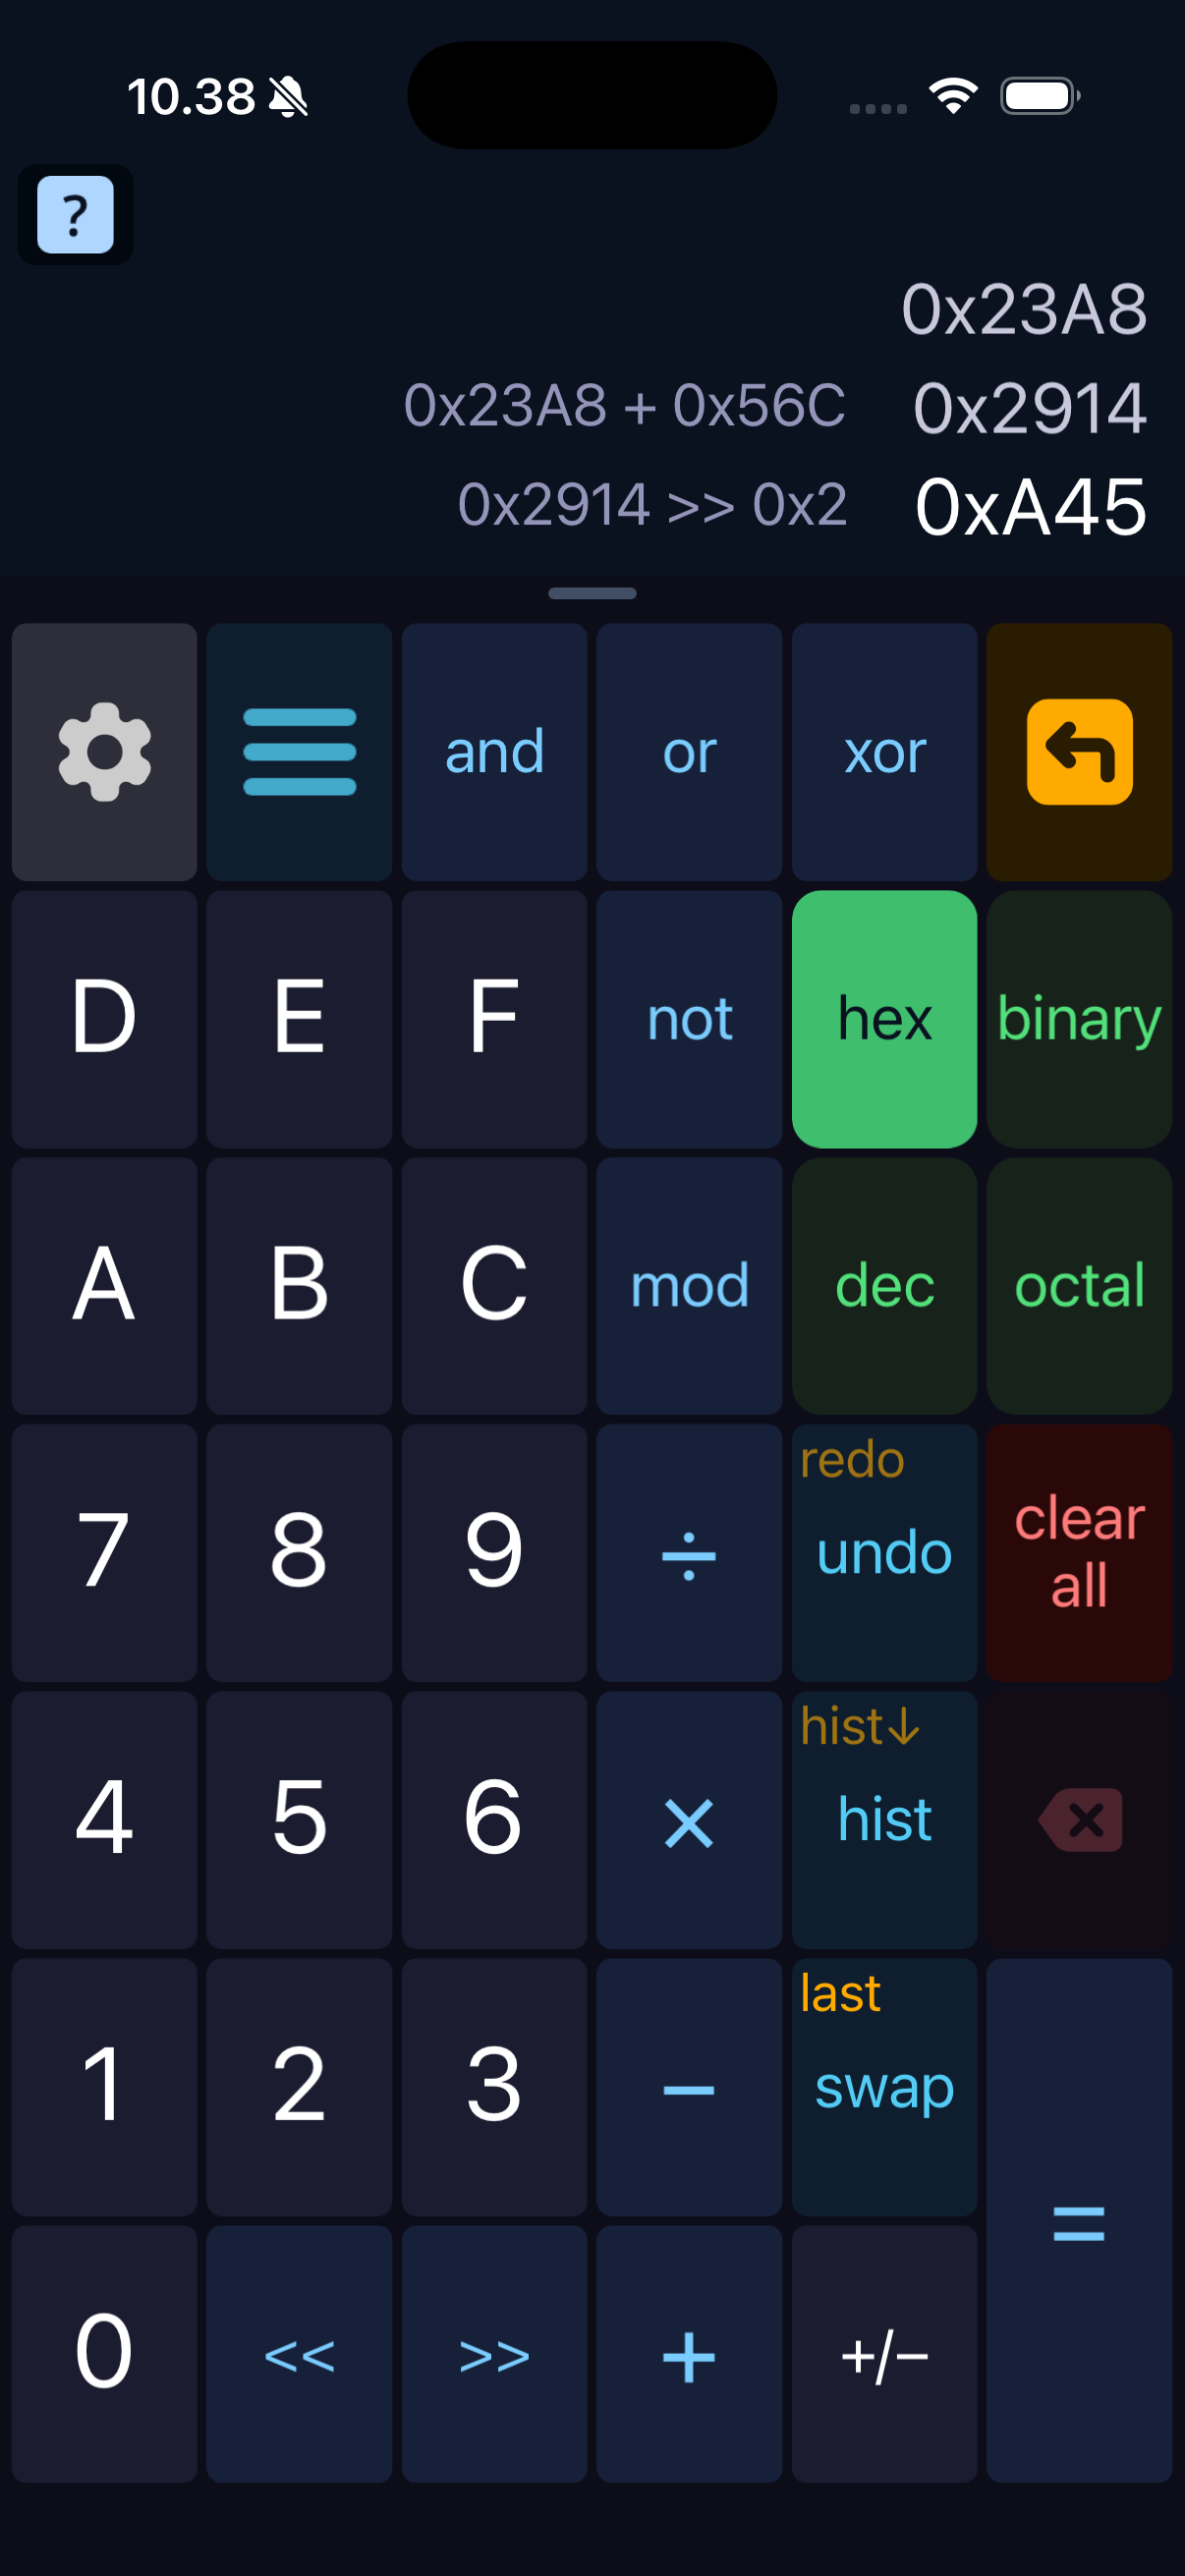 10.38
?
0x23A8
0x23A8 + 0x56C 0x2914
0x2914 >> 0x2 0xA45
and or xor
D E F not hex binary
A B C mod dec octal
redo
7 8 9 ÷ undo clear all
hist↓
4 5 6 × hist
last
1 2 3 − swap
=
0 << >> + +/−